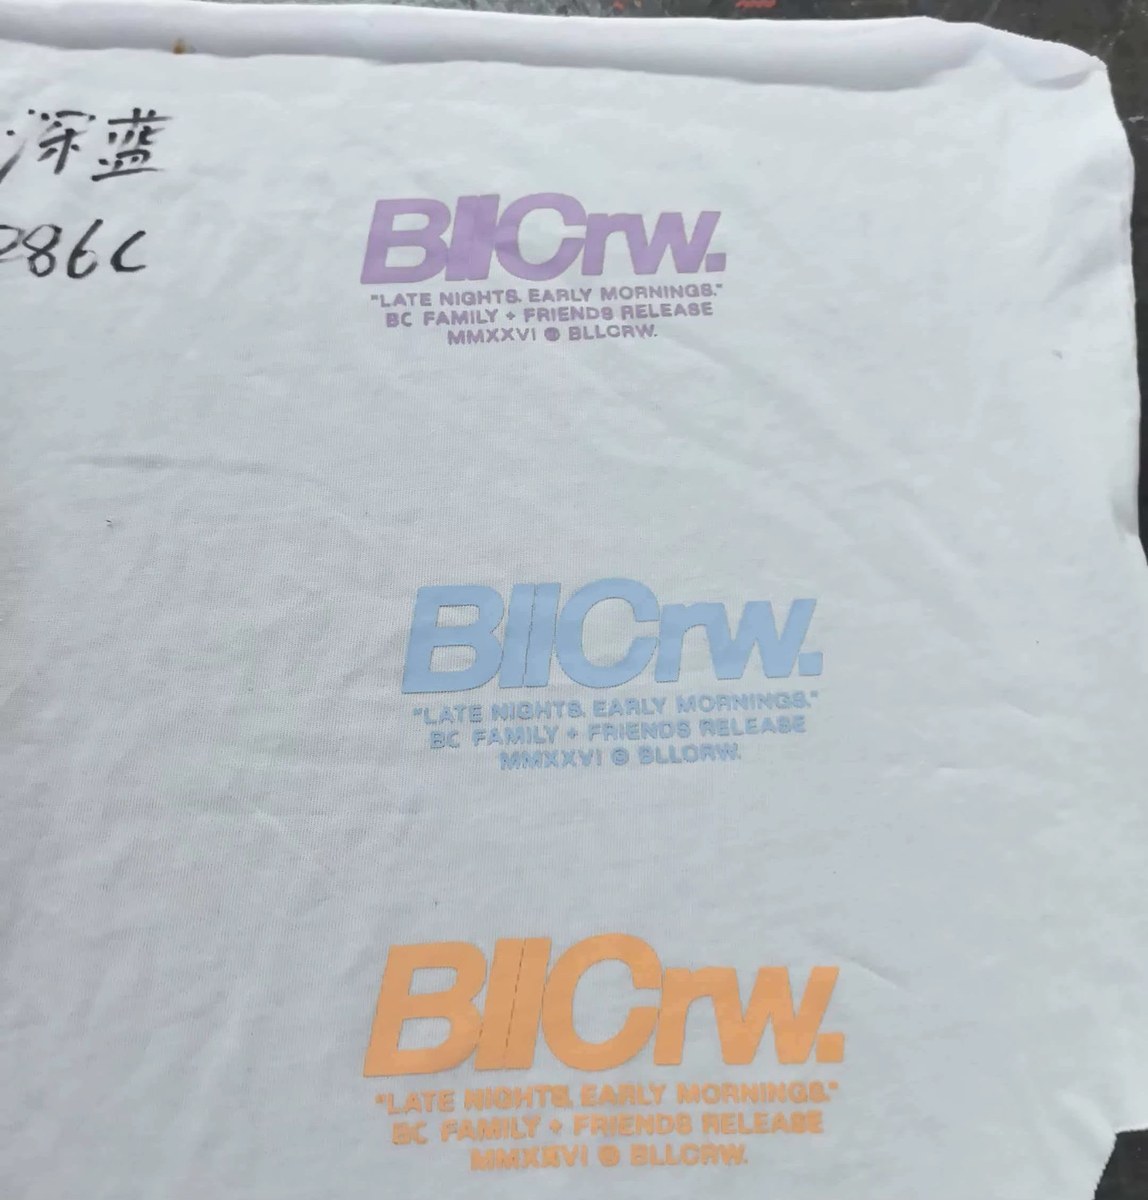 深蓝
286C
BllCrw.
"LATE NIGHTS. EARLY MORNINGS."
BC FAMILY + FRIENDS RELEASE
MMXXVI © BLLCRW.
BllCrw.
"LATE NIGHTS. EARLY MORNINGS."
BC FAMILY + FRIENDS RELEASE
MMXXVI © BLLCRW.
BllCrw.
"LATE NIGHTS. EARLY MORNINGS."
BC FAMILY + FRIENDS RELEASE
MMXXVI © BLLCRW.